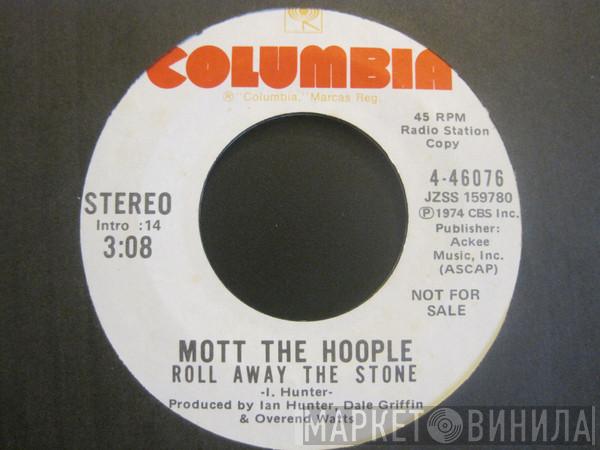 COLUMBIA
® "Columbia," Marcas Reg.
45 RPM
Radio Station
Copy
4-46076
JZSS 159780
℗ 1974 CBS Inc.
Publisher:
Ackee
Music, Inc.
(ASCAP)
NOT FOR
SALE
STEREO
Intro :14
3:08
MOTT THE HOOPLE
ROLL AWAY THE STONE
-I. Hunter-
Produced by Ian Hunter, Dale Griffin
& Overend Watts
МАРКЕТ ВИНИЛА